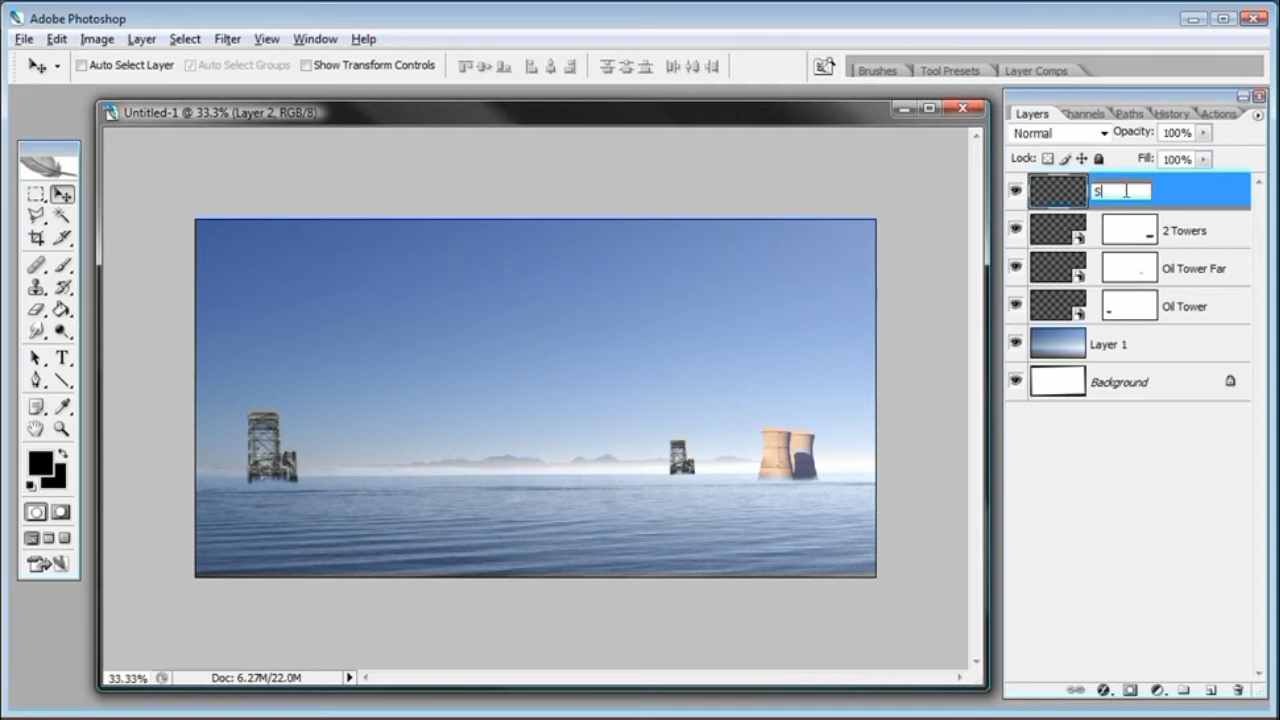 Adobe Photoshop
File Edit Image Layer Select Filter View Window Help
Auto Select Layer Auto Select Groups Show Transform Controls
Brushes Tool Presets Layer Comps
Untitled-1 @ 33.3% (Layer 2, RGB/8)
Layers Channels Paths History Actions
Normal Opacity: 100%
Lock: Fill: 100%
S
2 Towers
Oil Tower Far
Oil Tower
Layer 1
Background
T
33.33% Doc: 6.27M/22.0M